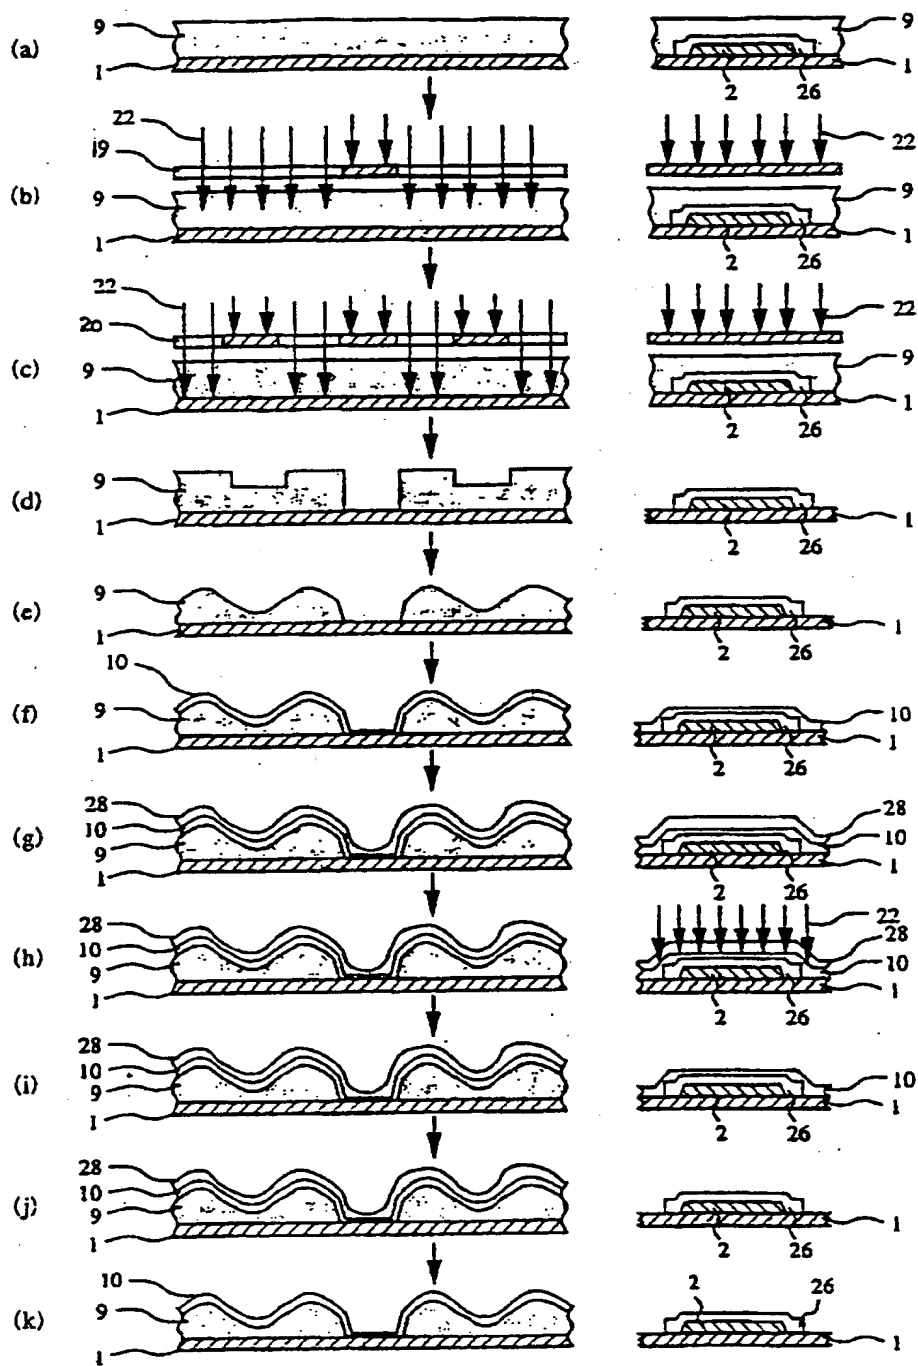 (a) 9 1 9 1 2 26
(b) 22 19 9 1 22 9 1 2 26
(c) 22 20 9 1 22 9 1 2 26
(d) 9 1 1 2 26
(e) 9 1 1 2 26
(f) 10 9 1 10 1 2 26
(g) 28 10 9 1 28 10 1 2 26
(h) 28 10 9 1 22 28 10 1 2 26
(i) 28 10 9 1 10 1 2 26
(j) 28 10 9 1 1 2 26
(k) 10 9 1 2 26 1